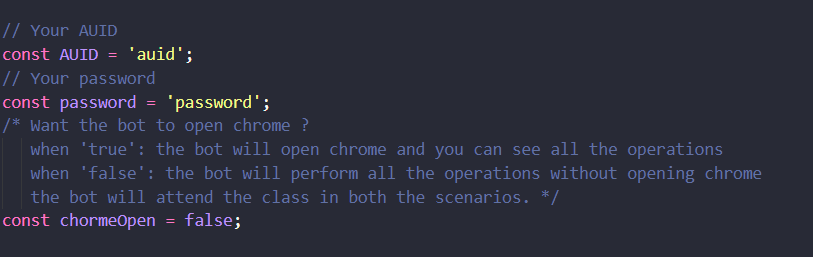 // Your AUID
const AUID = 'auid';
// Your password
const password = 'password';
/* Want the bot to open chrome ?
   when 'true': the bot will open chrome and you can see all the operations
   when 'false': the bot will perform all the operations without opening chrome
   the bot will attend the class in both the scenarios. */
const chormeOpen = false;